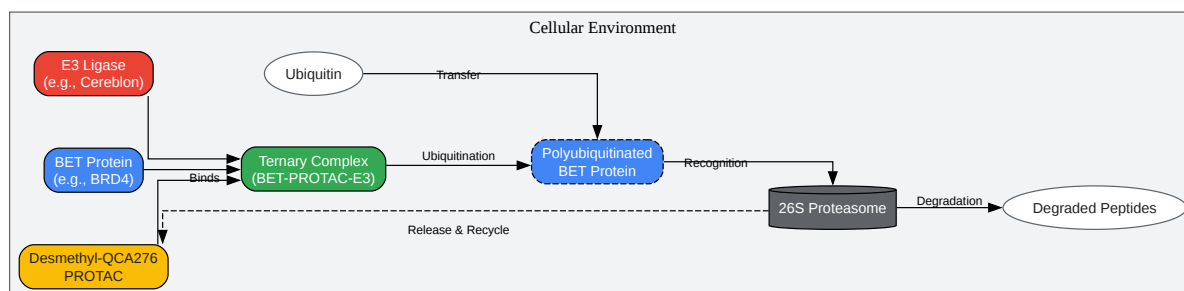 Cellular Environment
E3 Ligase
(e.g., Cereblon)
Ubiquitin
Transfer
BET Protein
(e.g., BRD4)
Binds
Ternary Complex
(BET-PROTAC-E3)
Ubiquitination
Polyubiquitinated
BET Protein
Recognition
26S Proteasome
Degradation
Degraded Peptides
Release & Recycle
Desmethyl-QCA276
PROTAC